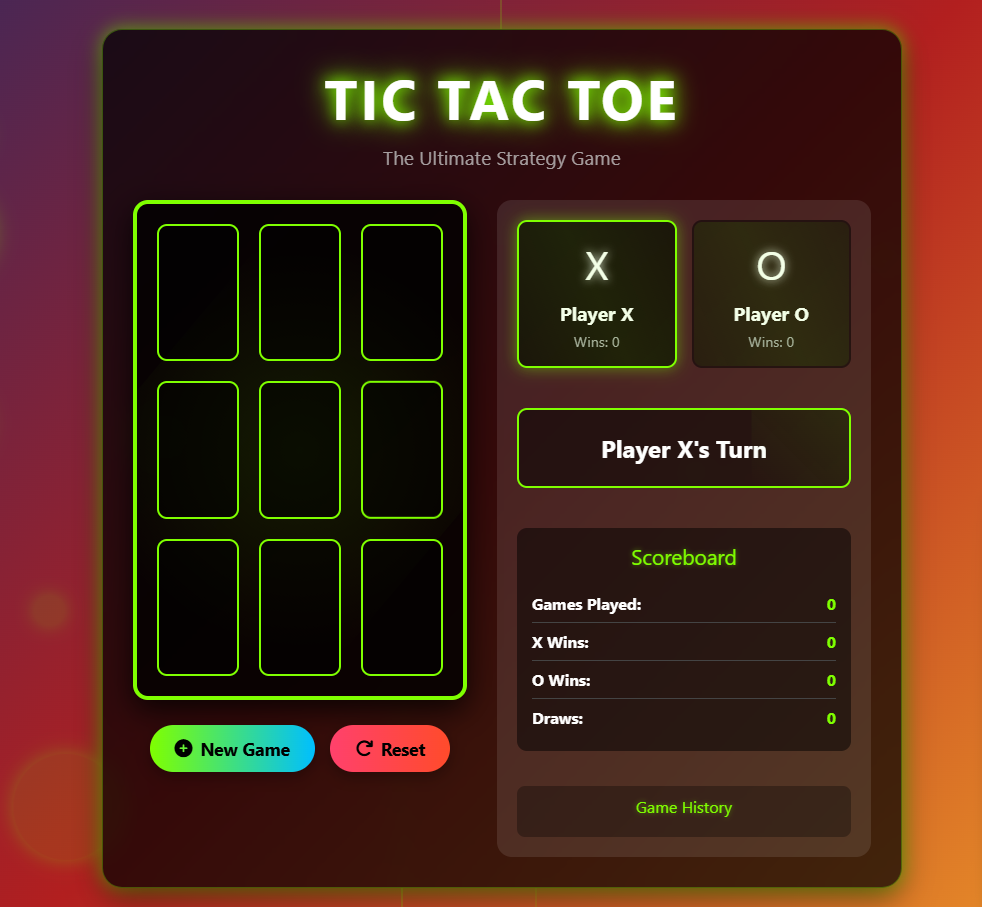 TIC TAC TOE
The Ultimate Strategy Game
X
Player X
Wins: 0
O
Player O
Wins: 0
Player X's Turn
Scoreboard
Games Played: 0
X Wins: 0
O Wins: 0
Draws: 0
New Game
Reset
Game History